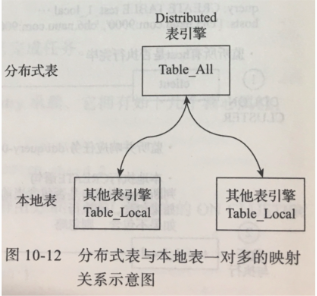 Distributed
表引擎
分布式表
Table_All
本地表
其他表引擎
Table_Local
其他表引擎
Table_Local
图 10-12 分布式表与本地表一对多的映射
关系示意图